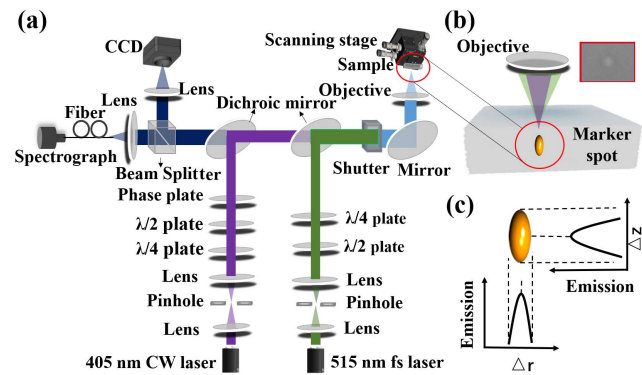 (a)
CCD
Lens
Fiber
Lens
Spectrograph
Beam Splitter
Dichroic mirror
Scanning stage
Sample
Objective
Shutter
Mirror
Phase plate
λ/2 plate
λ/4 plate
Lens
Pinhole
Lens
405 nm CW laser
λ/4 plate
λ/2 plate
Lens
Pinhole
Lens
515 nm fs laser
(b)
Objective
Marker
spot
(c)
△z
Emission
Emission
△r